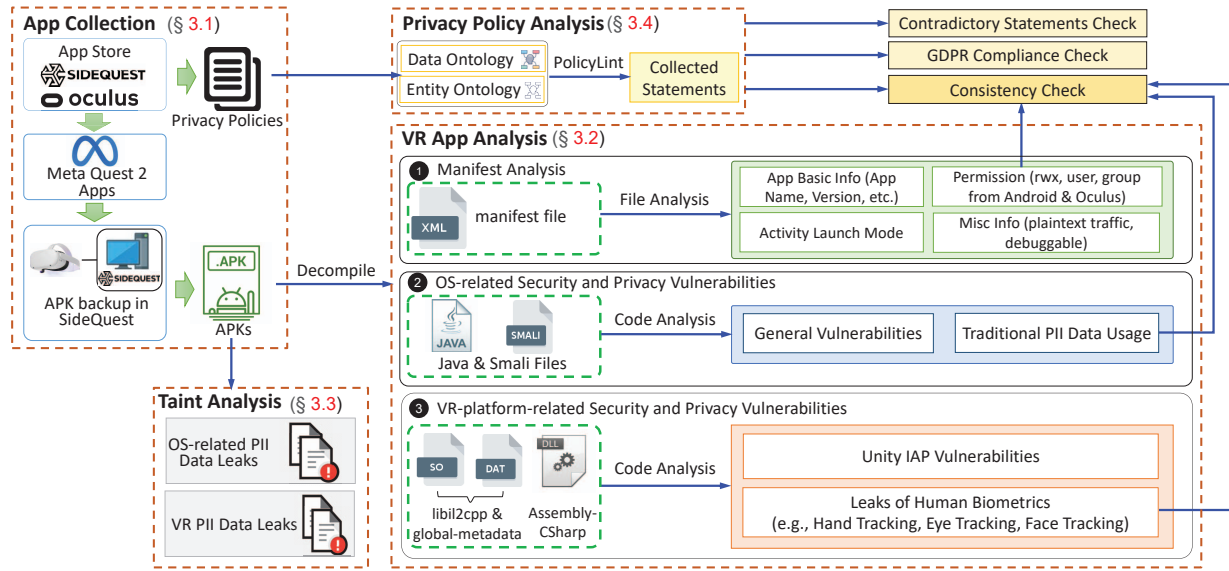 App Collection (§ 3.1)
App Store
SIDEQUEST
oculus
Privacy Policies
Meta Quest 2
Apps
SIDEQUEST
APK backup in
SideQuest
.APK
APKs
Decompile
Taint Analysis (§ 3.3)
OS-related PII
Data Leaks
VR PII Data Leaks
Privacy Policy Analysis (§ 3.4)
Data Ontology
Entity Ontology
PolicyLint
Collected
Statements
Contradictory Statements Check
GDPR Compliance Check
Consistency Check
VR App Analysis (§ 3.2)
1 Manifest Analysis
XML
manifest file
File Analysis
App Basic Info (App
Name, Version, etc.)
Permission (rwx, user, group
from Android & Oculus)
Activity Launch Mode
Misc Info (plaintext traffic,
debuggable)
2 OS-related Security and Privacy Vulnerabilities
JAVA
SMALI
Java & Smali Files
Code Analysis
General Vulnerabilities
Traditional PII Data Usage
3 VR-platform-related Security and Privacy Vulnerabilities
SO
DAT
DLL
libil2cpp &
global-metadata
Assembly-
CSharp
Code Analysis
Unity IAP Vulnerabilities
Leaks of Human Biometrics
(e.g., Hand Tracking, Eye Tracking, Face Tracking)